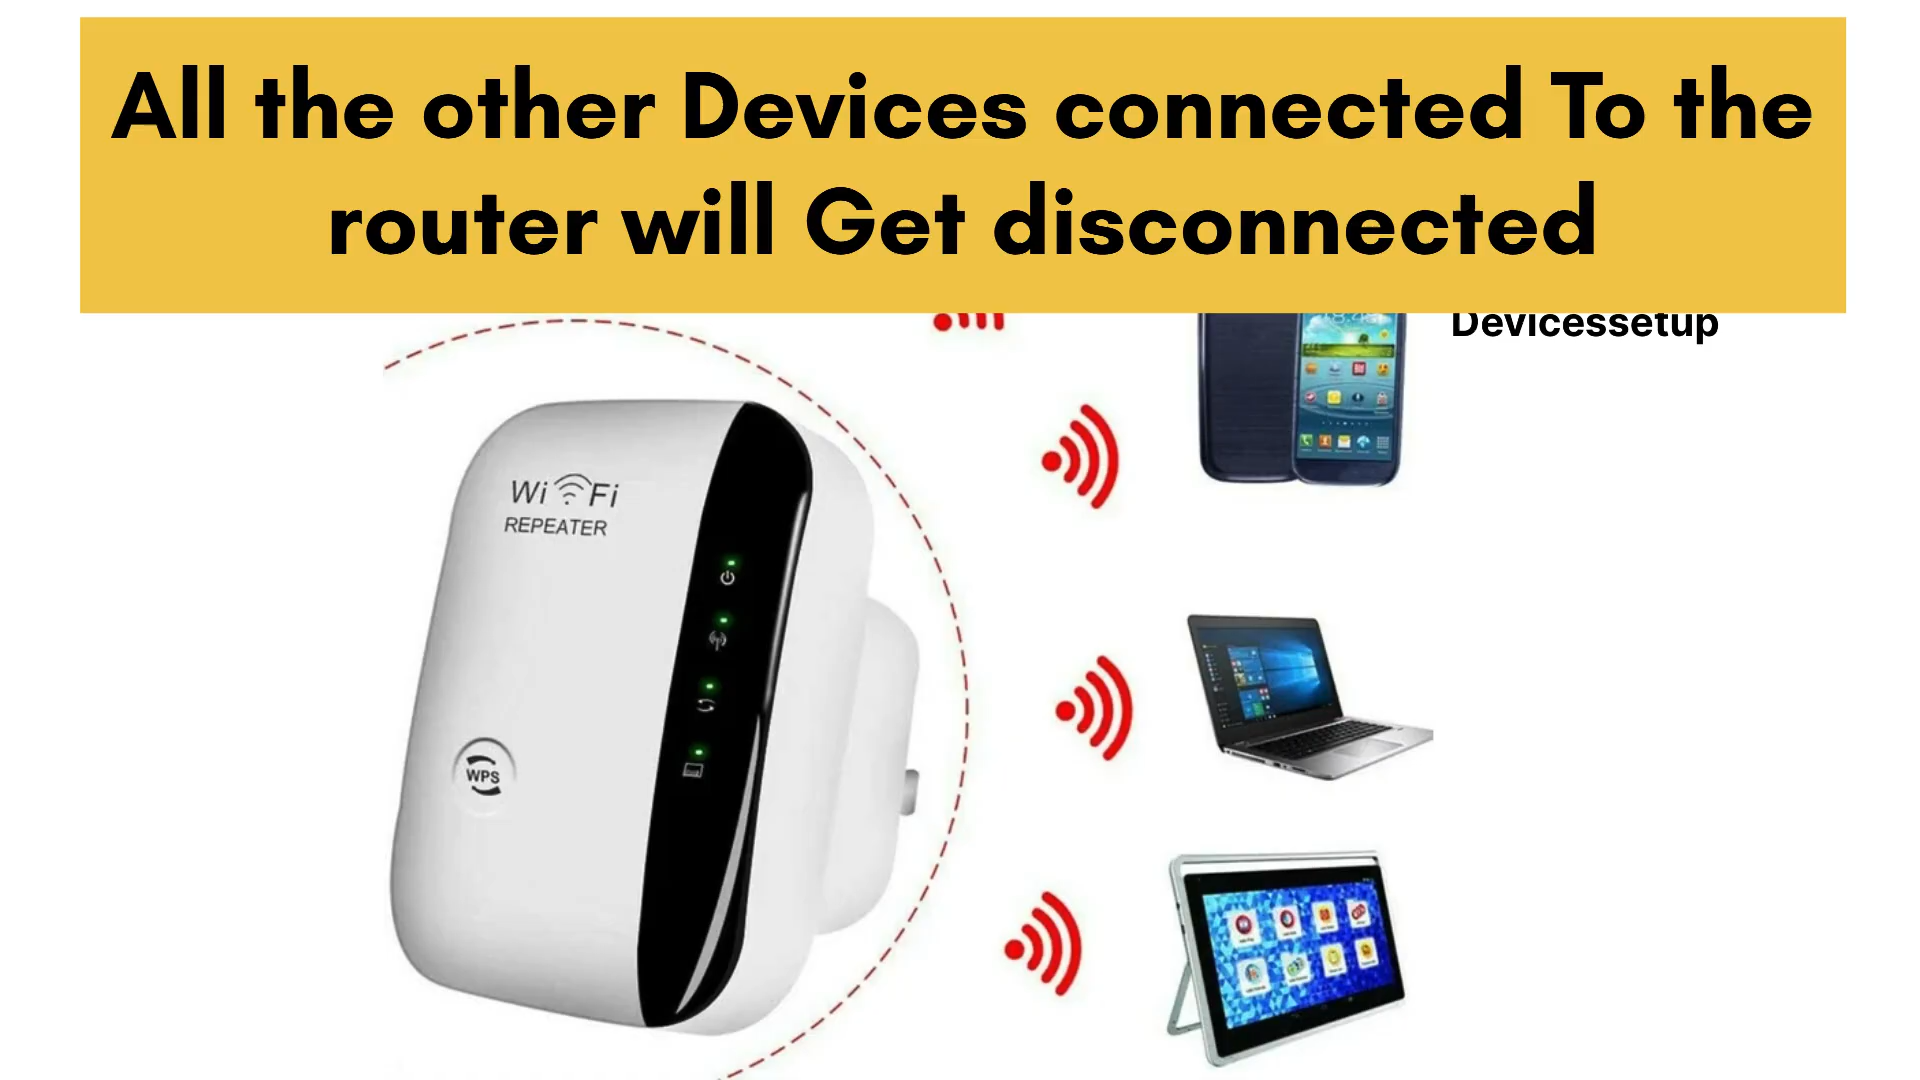 All the other Devices connected To the
router will Get disconnected
Devicessetup
Wi Fi
REPEATER
WPS